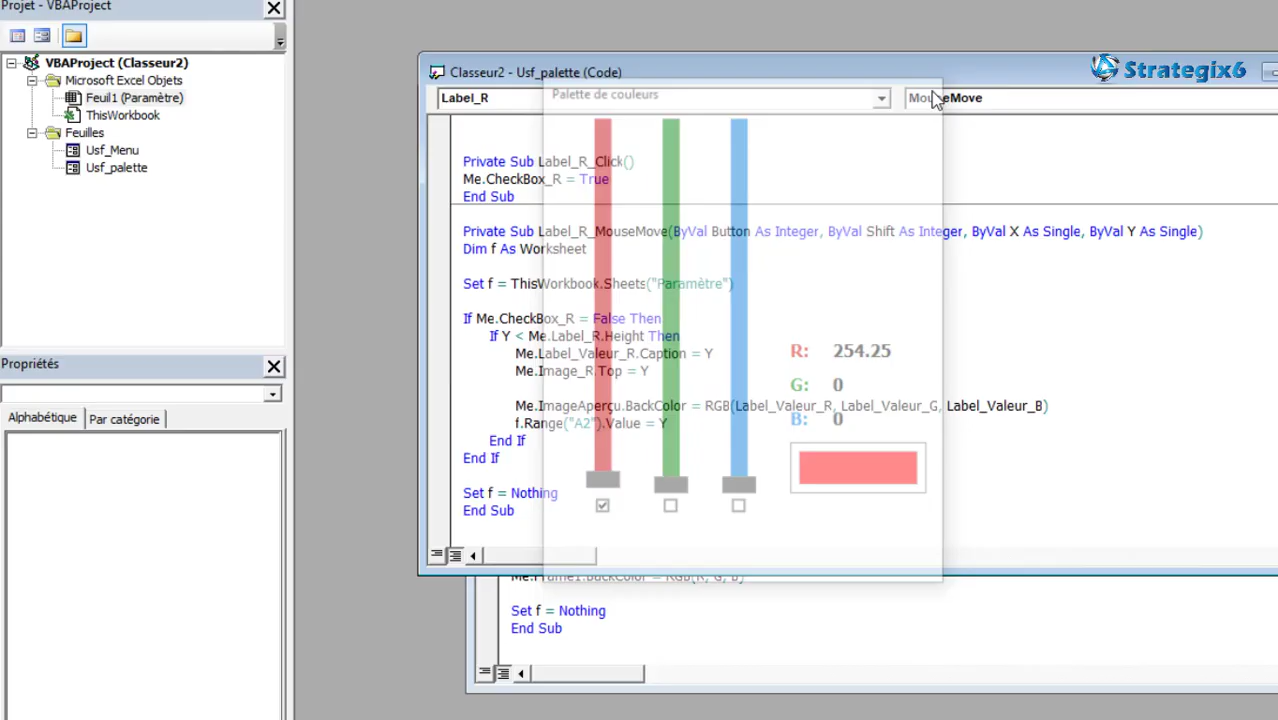 Projet - VBAProject
VBAProject (Classeur2)
Microsoft Excel Objets
Feuil1 (Paramètre)
ThisWorkbook
Feuilles
Usf_Menu
Usf_palette
Propriétés
Alphabétique
Par catégorie
Classeur2 - Usf_palette (Code)
Strategix6
Label_R
MouseMove
Palette de couleurs
Private Sub Label_R_Click()
Me.CheckBox_R = True
End Sub
Private Sub Label_R_MouseMove(ByVal Button As Integer, ByVal Shift As Integer, ByVal X As Single, ByVal Y As Single)
Dim f As Worksheet
Set f = ThisWorkbook.Sheets("Paramètre")
If Me.CheckBox_R = False Then
If Y < Me.Label_R.Height Then
Me.Label_Valeur_R.Caption = Y
Me.Image_R.Top = Y
Me.ImageAperçu.BackColor = RGB(Label_Valeur_R, Label_Valeur_G, Label_Valeur_B)
f.Range("A2").Value = Y
End If
End If
Set f = Nothing
End Sub
R: 254.25
G: 0
B: 0
Me.Frame1.BackColor = RGB(R, G, B)
Set f = Nothing
End Sub